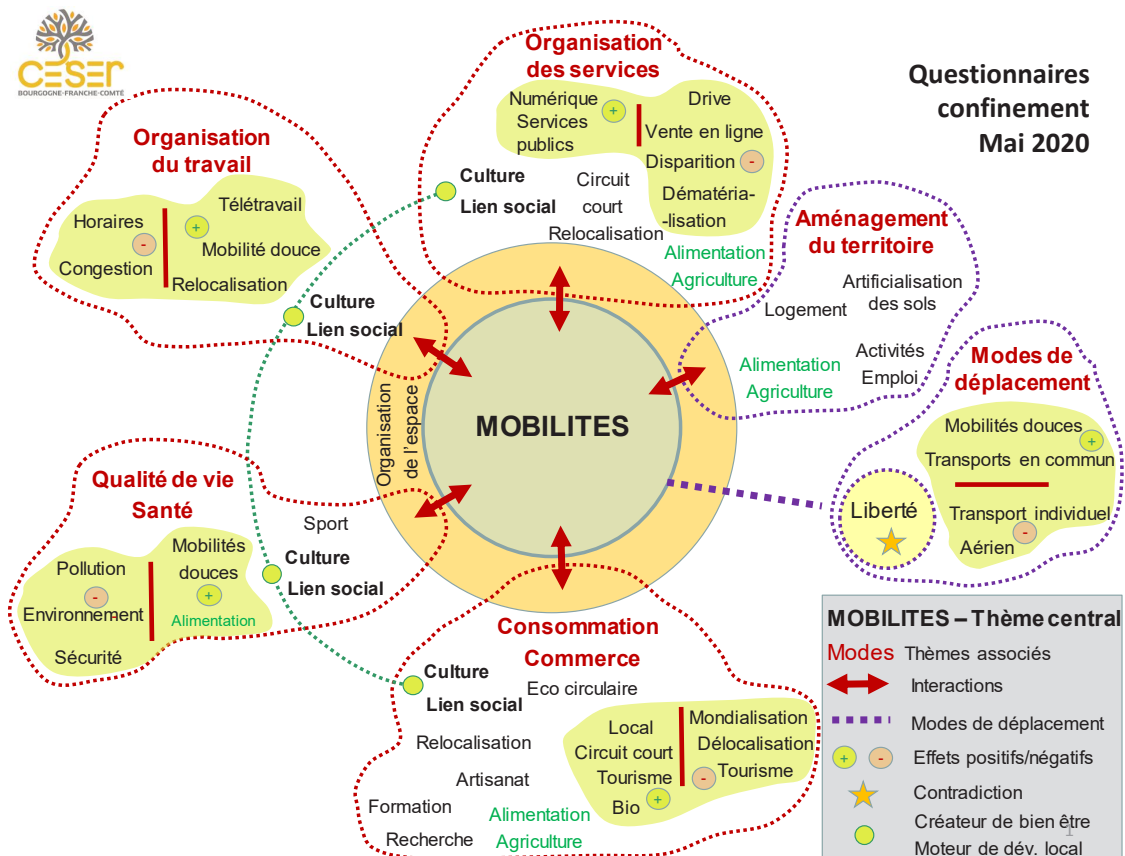 CESER
BOURGOGNE-FRANCHE-COMTÉ
Questionnaires
confinement
Mai 2020
Organisation
des services
Numérique
Services
publics
+
Drive
Vente en ligne
Disparition -
Dématéria-
-lisation
Culture
Lien social
Circuit
court
Relocalisation
Alimentation
Agriculture
Organisation
du travail
Horaires
-
Congestion
Télétravail
+
Mobilité douce
Relocalisation
Culture
Lien social
Aménagement
du territoire
Artificialisation
des sols
Logement
Alimentation
Agriculture
Activités
Emploi
Modes de
déplacement
Mobilités douces
+
Transports en commun
Transport individuel
-
Aérien
Liberté
MOBILITES
Organisation
de l'espace
Qualité de vie
Santé
Sport
Pollution
-
Environnement
Sécurité
Mobilités
douces
+
Alimentation
Culture
Lien social
Consommation
Commerce
Culture
Lien social
Eco circulaire
Relocalisation
Artisanat
Formation
Recherche
Alimentation
Agriculture
Local
Circuit court
Tourisme
Bio +
Mondialisation
Délocalisation
- Tourisme
MOBILITES – Thème central
Modes Thèmes associés
Interactions
Modes de déplacement
+ - Effets positifs/négatifs
Contradiction
Créateur de bien être
1
Moteur de dév. local